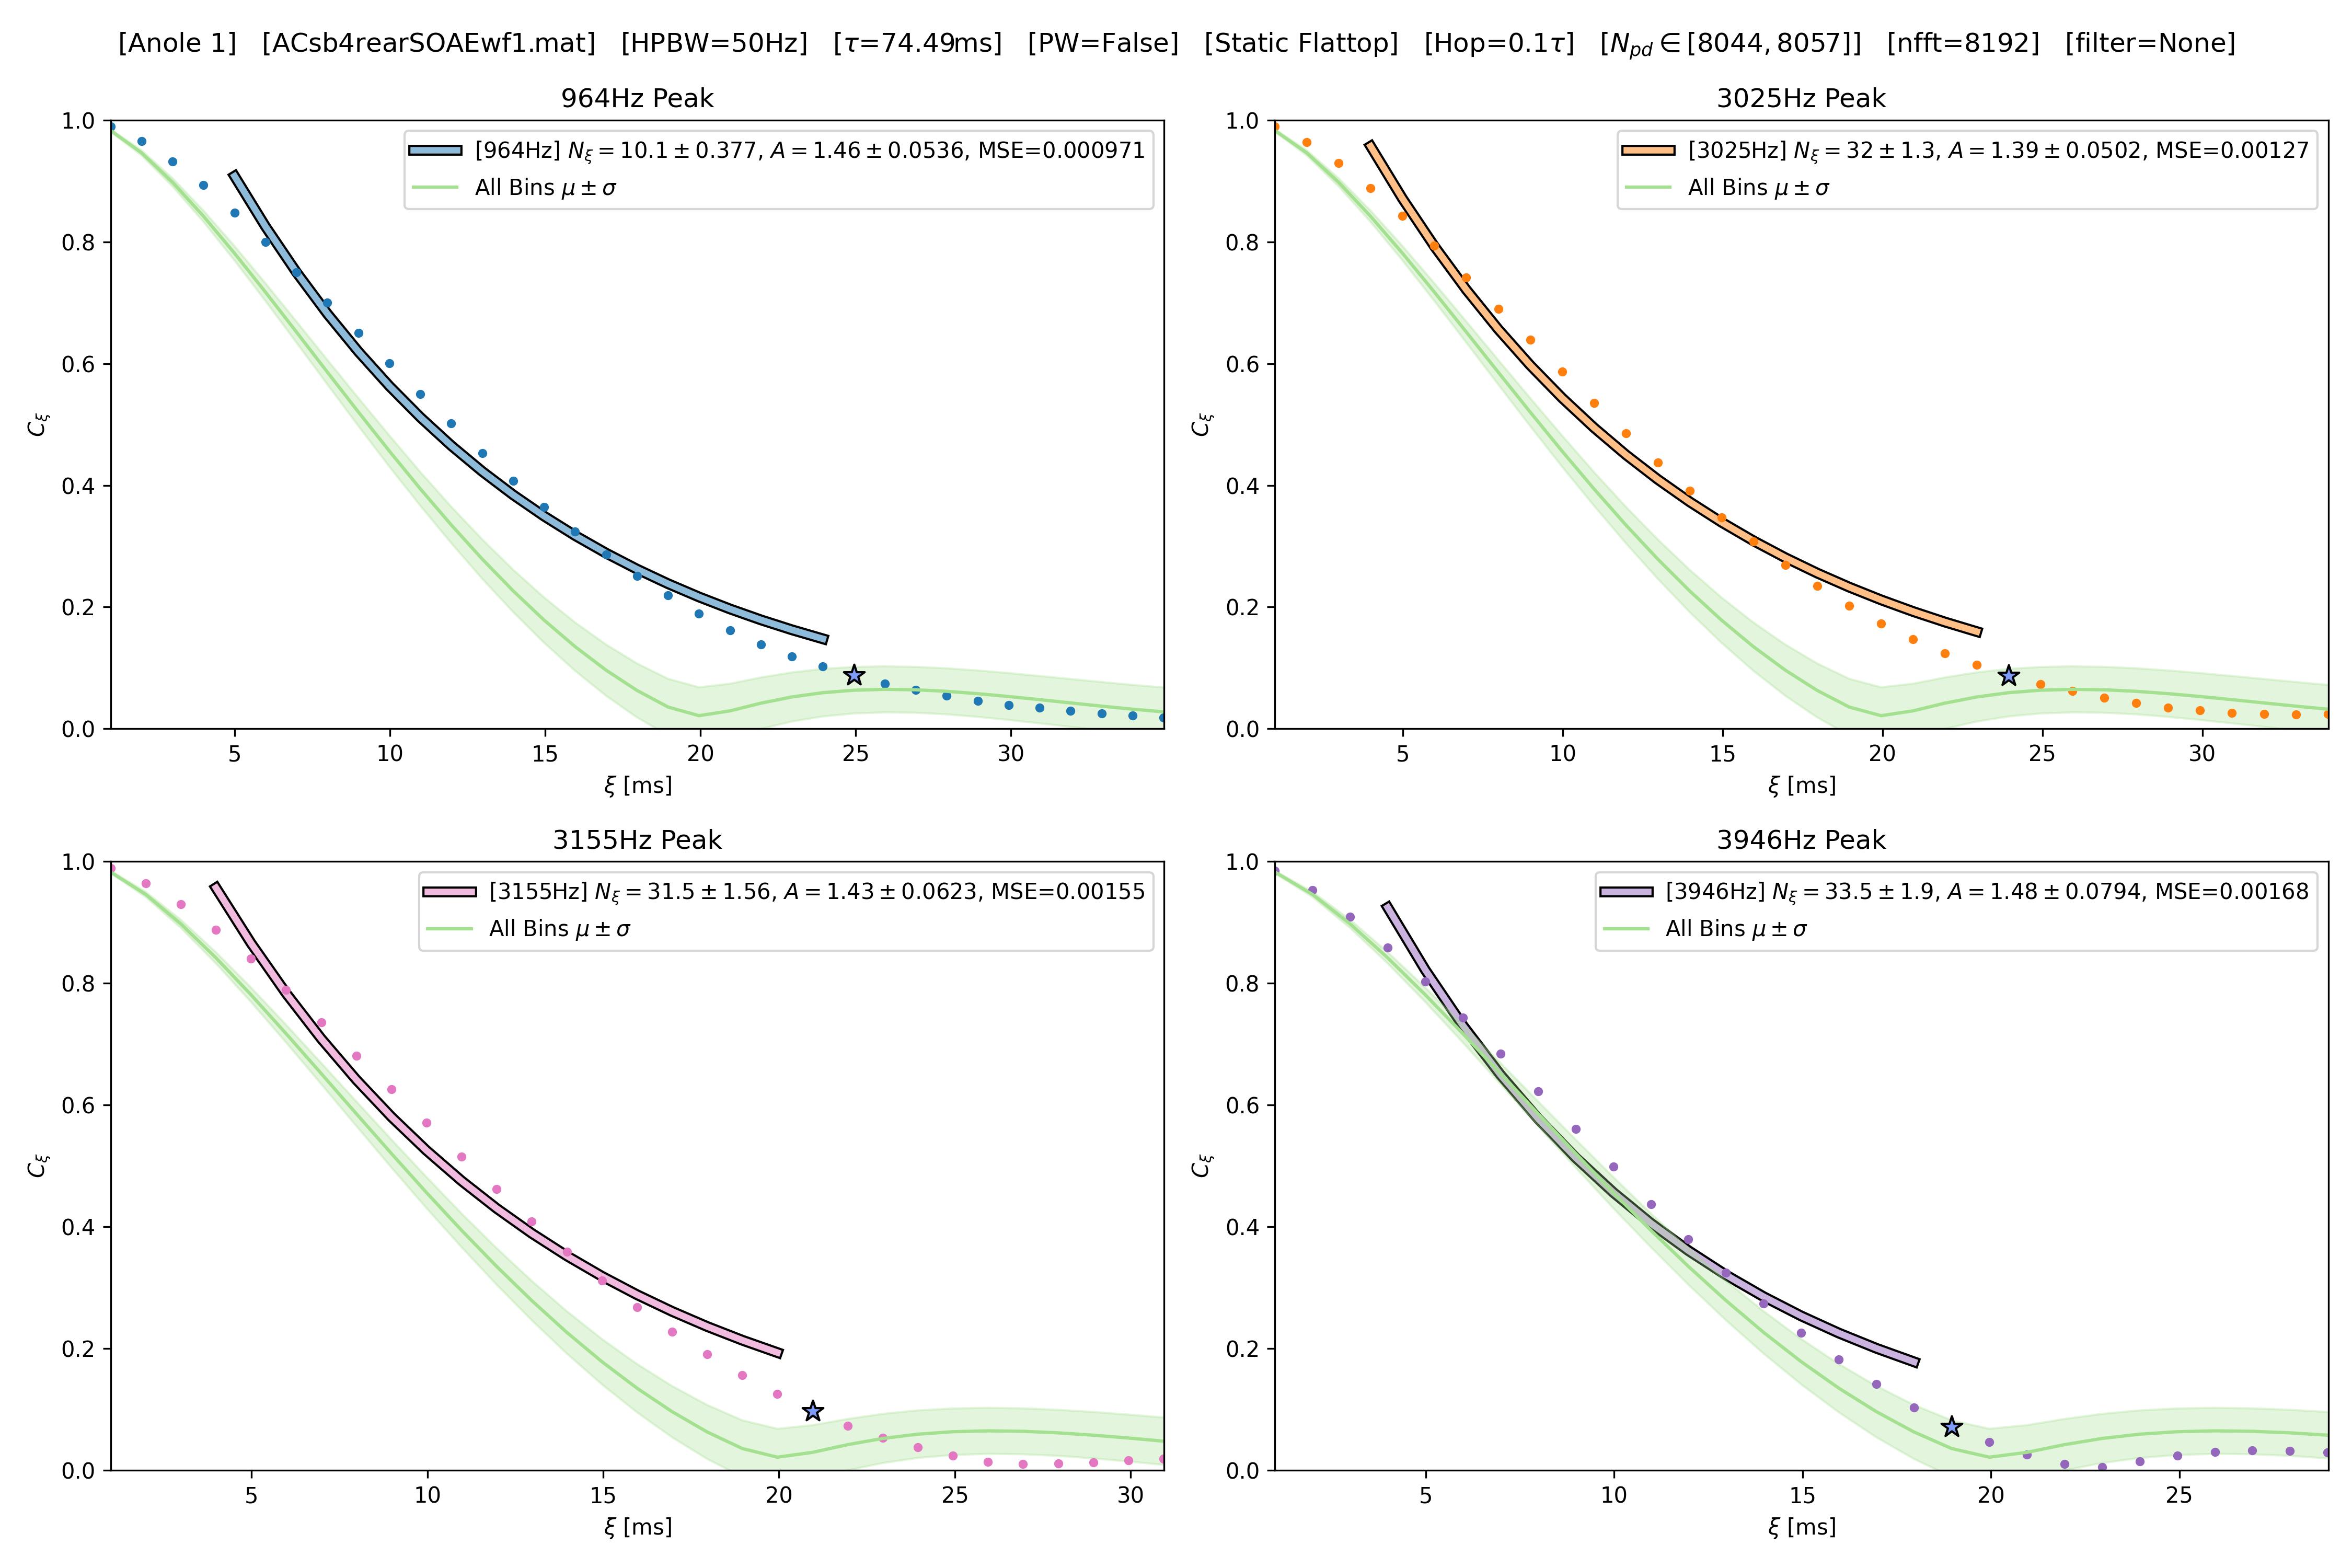 [Anole 1] [ACsb4rearSOAEwf1.mat] [HPBW=50Hz] [τ=74.49ms] [PW=False] [Static Flattop] [Hop=0.1τ] [N_{pd} ∈ [8044, 8057]] [nfft=8192] [filter=None]
964Hz Peak
[964Hz] N_ξ = 10.1 ± 0.377, A = 1.46 ± 0.0536, MSE=0.000971
All Bins μ ± σ
1.0
0.8
0.6
0.4
0.2
0.0
C_ξ
5 10 15 20 25 30
ξ [ms]
3025Hz Peak
[3025Hz] N_ξ = 32 ± 1.3, A = 1.39 ± 0.0502, MSE=0.00127
All Bins μ ± σ
1.0
0.8
0.6
0.4
0.2
0.0
C_ξ
5 10 15 20 25 30
ξ [ms]
3155Hz Peak
[3155Hz] N_ξ = 31.5 ± 1.56, A = 1.43 ± 0.0623, MSE=0.00155
All Bins μ ± σ
1.0
0.8
0.6
0.4
0.2
0.0
C_ξ
5 10 15 20 25 30
ξ [ms]
3946Hz Peak
[3946Hz] N_ξ = 33.5 ± 1.9, A = 1.48 ± 0.0794, MSE=0.00168
All Bins μ ± σ
1.0
0.8
0.6
0.4
0.2
0.0
C_ξ
5 10 15 20 25
ξ [ms]